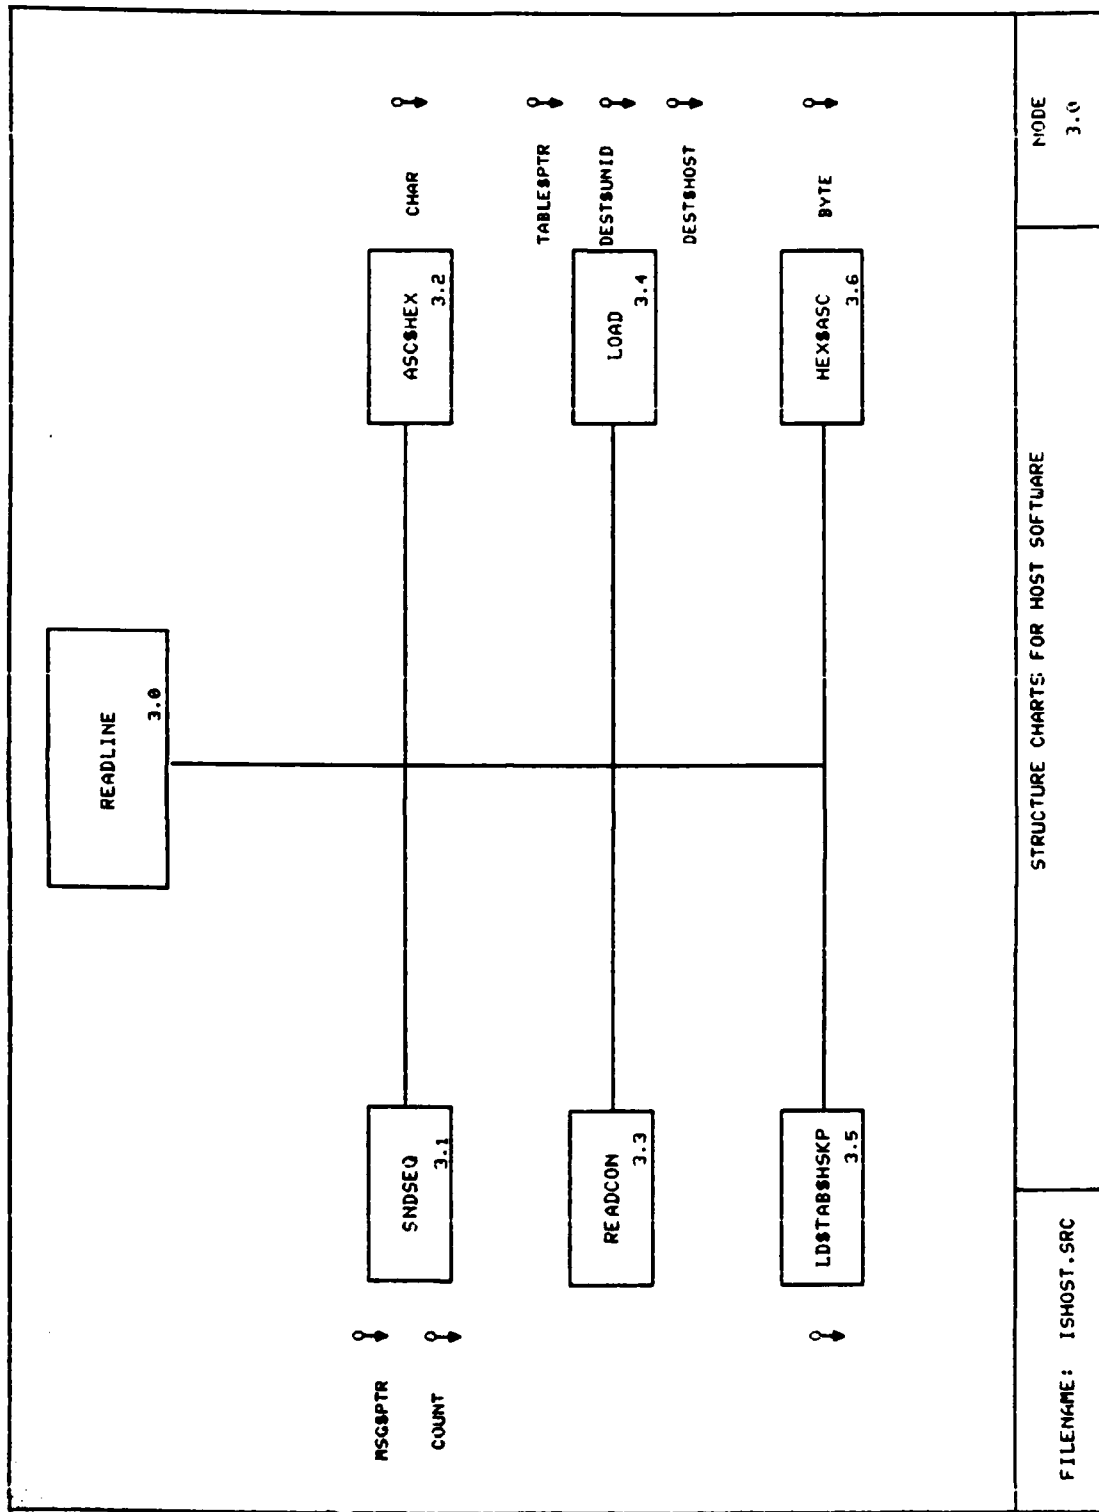 READLINE
3.0
MSG$PTR
COUNT
SNDSEQ
3.1
ASC$HEX
3.2
CHAR
READCON
3.3
LOAD
3.4
TABLE$PTR
DEST$UNID
DEST$HOST
LD$TAB$HSKP
3.5
HEX$ASC
3.6
BYTE
FILENAME: ISHOST.SRC
STRUCTURE CHARTS FOR HOST SOFTWARE
NODE
3.0